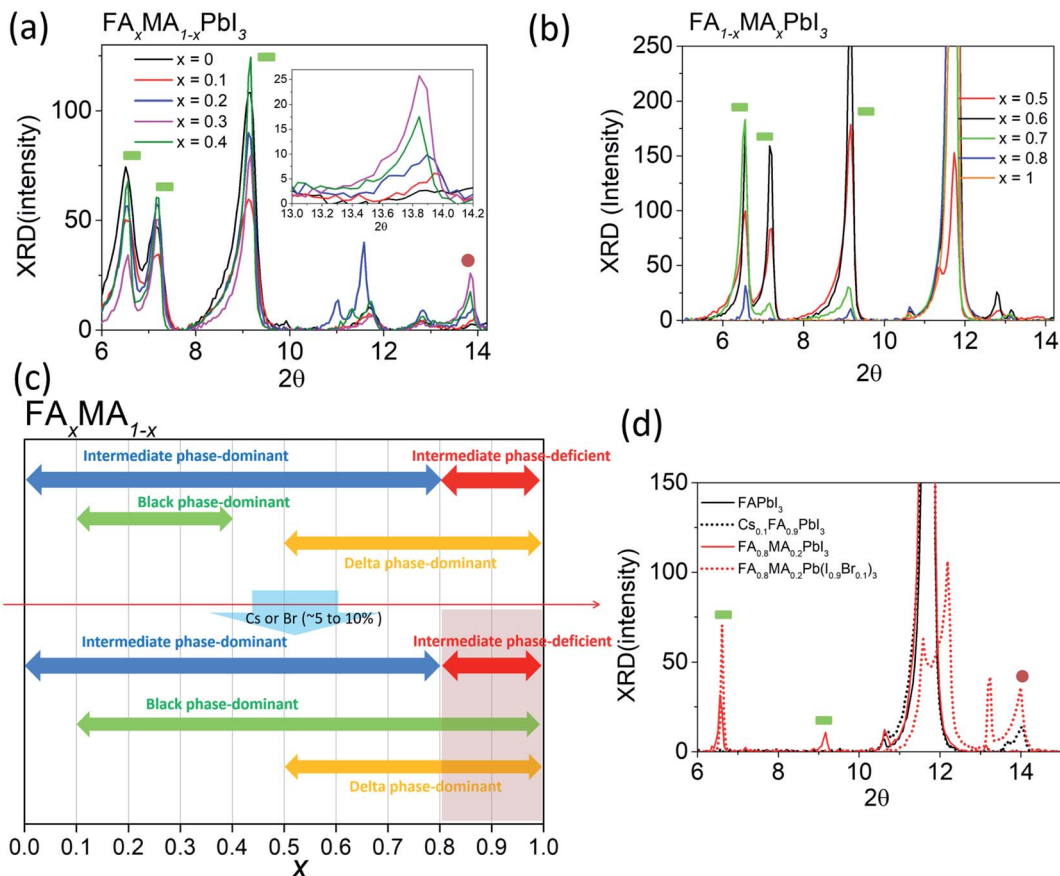 (a)
FAxMA1-xPbI3
x = 0
x = 0.1
x = 0.2
x = 0.3
x = 0.4
XRD(intensity)
100
50
0
6 8 10 12 14
2θ
25
20
15
10
5
0
13.0 13.2 13.4 13.6 13.8 14.0 14.2
2θ
(b)
FA1-xMAxPbI3
x = 0.5
x = 0.6
x = 0.7
x = 0.8
x = 1
XRD (Intensity)
250
200
150
100
50
0
6 8 10 12 14
2θ
(c)
FAxMA1-x
Intermediate phase-dominant
Intermediate phase-deficient
Black phase-dominant
Delta phase-dominant
Cs or Br (~5 to 10% )
Intermediate phase-dominant
Intermediate phase-deficient
Black phase-dominant
Delta phase-dominant
0.0 0.1 0.2 0.3 0.4 0.5 0.6 0.7 0.8 0.9 1.0
x
(d)
FAPbI3
Cs0.1FA0.9PbI3
FA0.8MA0.2PbI3
FA0.8MA0.2Pb(I0.9Br0.1)3
XRD(intensity)
150
100
50
0
6 8 10 12 14
2θ